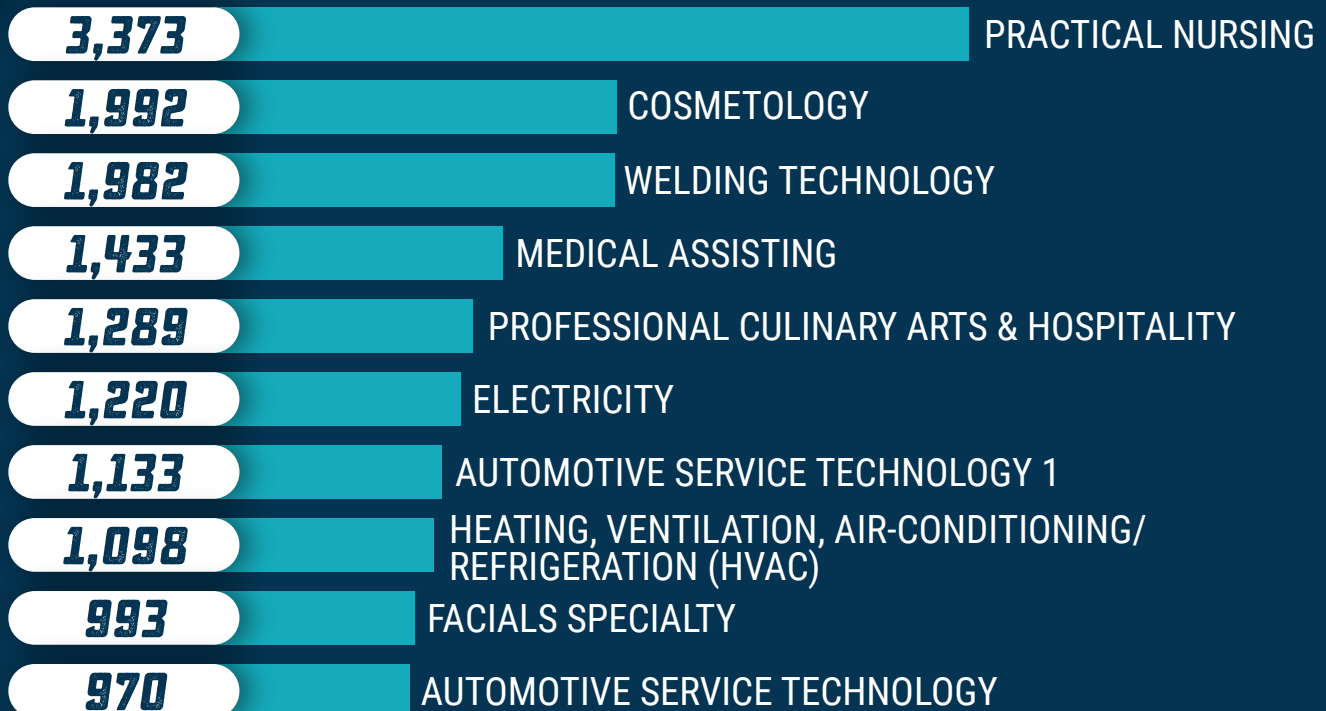 3,373 PRACTICAL NURSING
1,992 COSMETOLOGY
1,982 WELDING TECHNOLOGY
1,433 MEDICAL ASSISTING
1,289 PROFESSIONAL CULINARY ARTS & HOSPITALITY
1,220 ELECTRICITY
1,133 AUTOMOTIVE SERVICE TECHNOLOGY 1
1,098 HEATING, VENTILATION, AIR-CONDITIONING/
REFRIGERATION (HVAC)
993 FACIALS SPECIALTY
970 AUTOMOTIVE SERVICE TECHNOLOGY